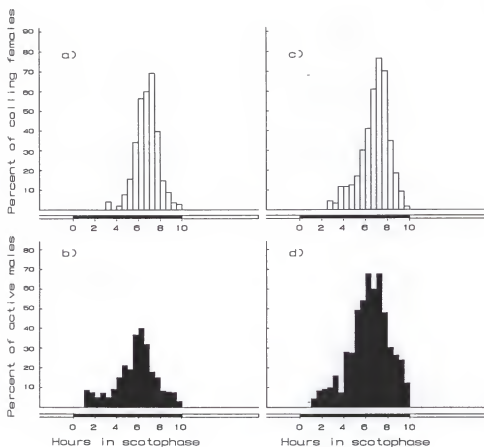 Percent of calling females
90
80
70
60
50
40
30
20
10
a)
0 2 4 6 8 10
c)
0 2 4 6 8 10
Percent of active males
80
70
60
50
40
30
20
10
b)
0 2 4 6 8 10
Hours in scotophase
d)
0 2 4 6 8 10
Hours in scotophase